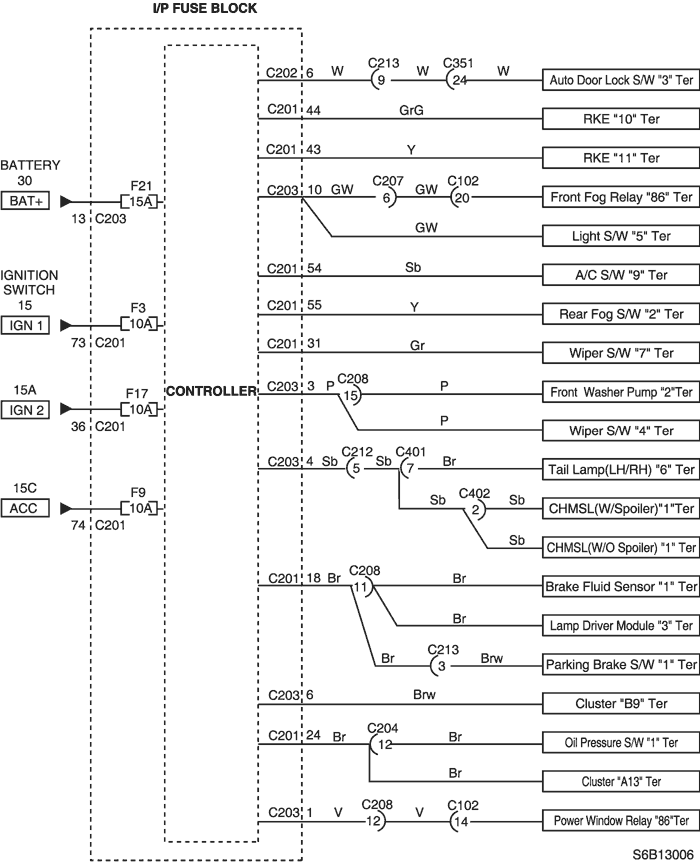 I/P FUSE BLOCK
C202 6 W C213 9 W C351 24 W Auto Door Lock S/W "3" Ter
C201 44 GrG RKE "10" Ter
C201 43 Y RKE "11" Ter
BATTERY
30
BAT+ 13 C203 F21 15A
C203 10 GW C207 6 GW C102 20 Front Fog Relay "86" Ter
GW Light S/W "5" Ter
C201 54 Sb A/C S/W "9" Ter
IGNITION
SWITCH
15
IGN 1 73 C201 F3 10A
C201 55 Y Rear Fog S/W "2" Ter
C201 31 Gr Wiper S/W "7" Ter
15A
IGN 2 36 C201 F17 10A
CONTROLLER
C203 3 P C208 15 P Front Washer Pump "2"Ter
P Wiper S/W "4" Ter
C203 4 Sb C212 5 Sb C401 7 Br Tail Lamp(LH/RH) "6" Ter
15C
ACC 74 C201 F9 10A
Sb C402 2 Sb CHMSL(W/Spoiler)"1"Ter
Sb CHMSL(W/O Spoiler) "1" Ter
C201 18 Br C208 11 Br Brake Fluid Sensor "1" Ter
Br Lamp Driver Module "3" Ter
Br C213 3 Brw Parking Brake S/W "1" Ter
C203 6 Brw Cluster "B9" Ter
C201 24 Br C204 12 Br Oil Pressure S/W "1" Ter
Br Cluster "A13" Ter
C203 1 V C208 12 V C102 14 Power Window Relay "86"Ter
S6B13006